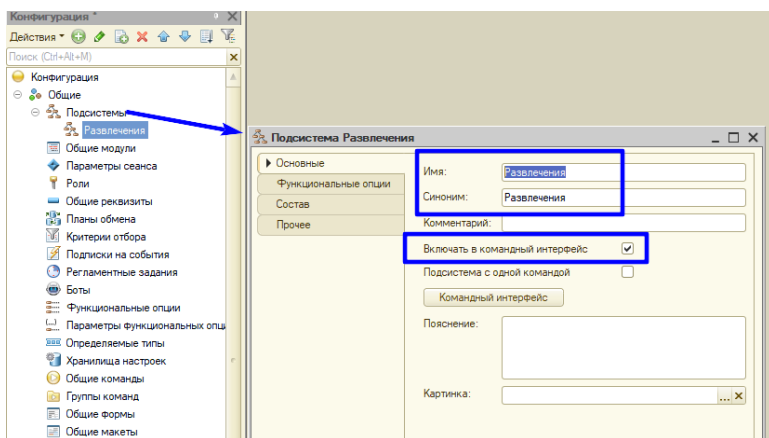 Конфигурация *
Действия
Поиск (Ctrl+Alt+M)
Конфигурация
Общие
Подсистемы
Развлечения
Общие модули
Параметры сеанса
Роли
Общие реквизиты
Планы обмена
Критерии отбора
Подписки на события
Регламентные задания
Боты
Функциональные опции
Параметры функциональных опц
Определяемые типы
Хранилища настроек
Общие команды
Группы команд
Общие формы
Общие макеты
Подсистема Развлечения
Основные
Функциональные опции
Состав
Прочее
Имя: Развлечения
Синоним: Развлечения
Комментарий:
Включать в командный интерфейс
Подсистема с одной командой
Командный интерфейс
Пояснение:
Картинка:
...